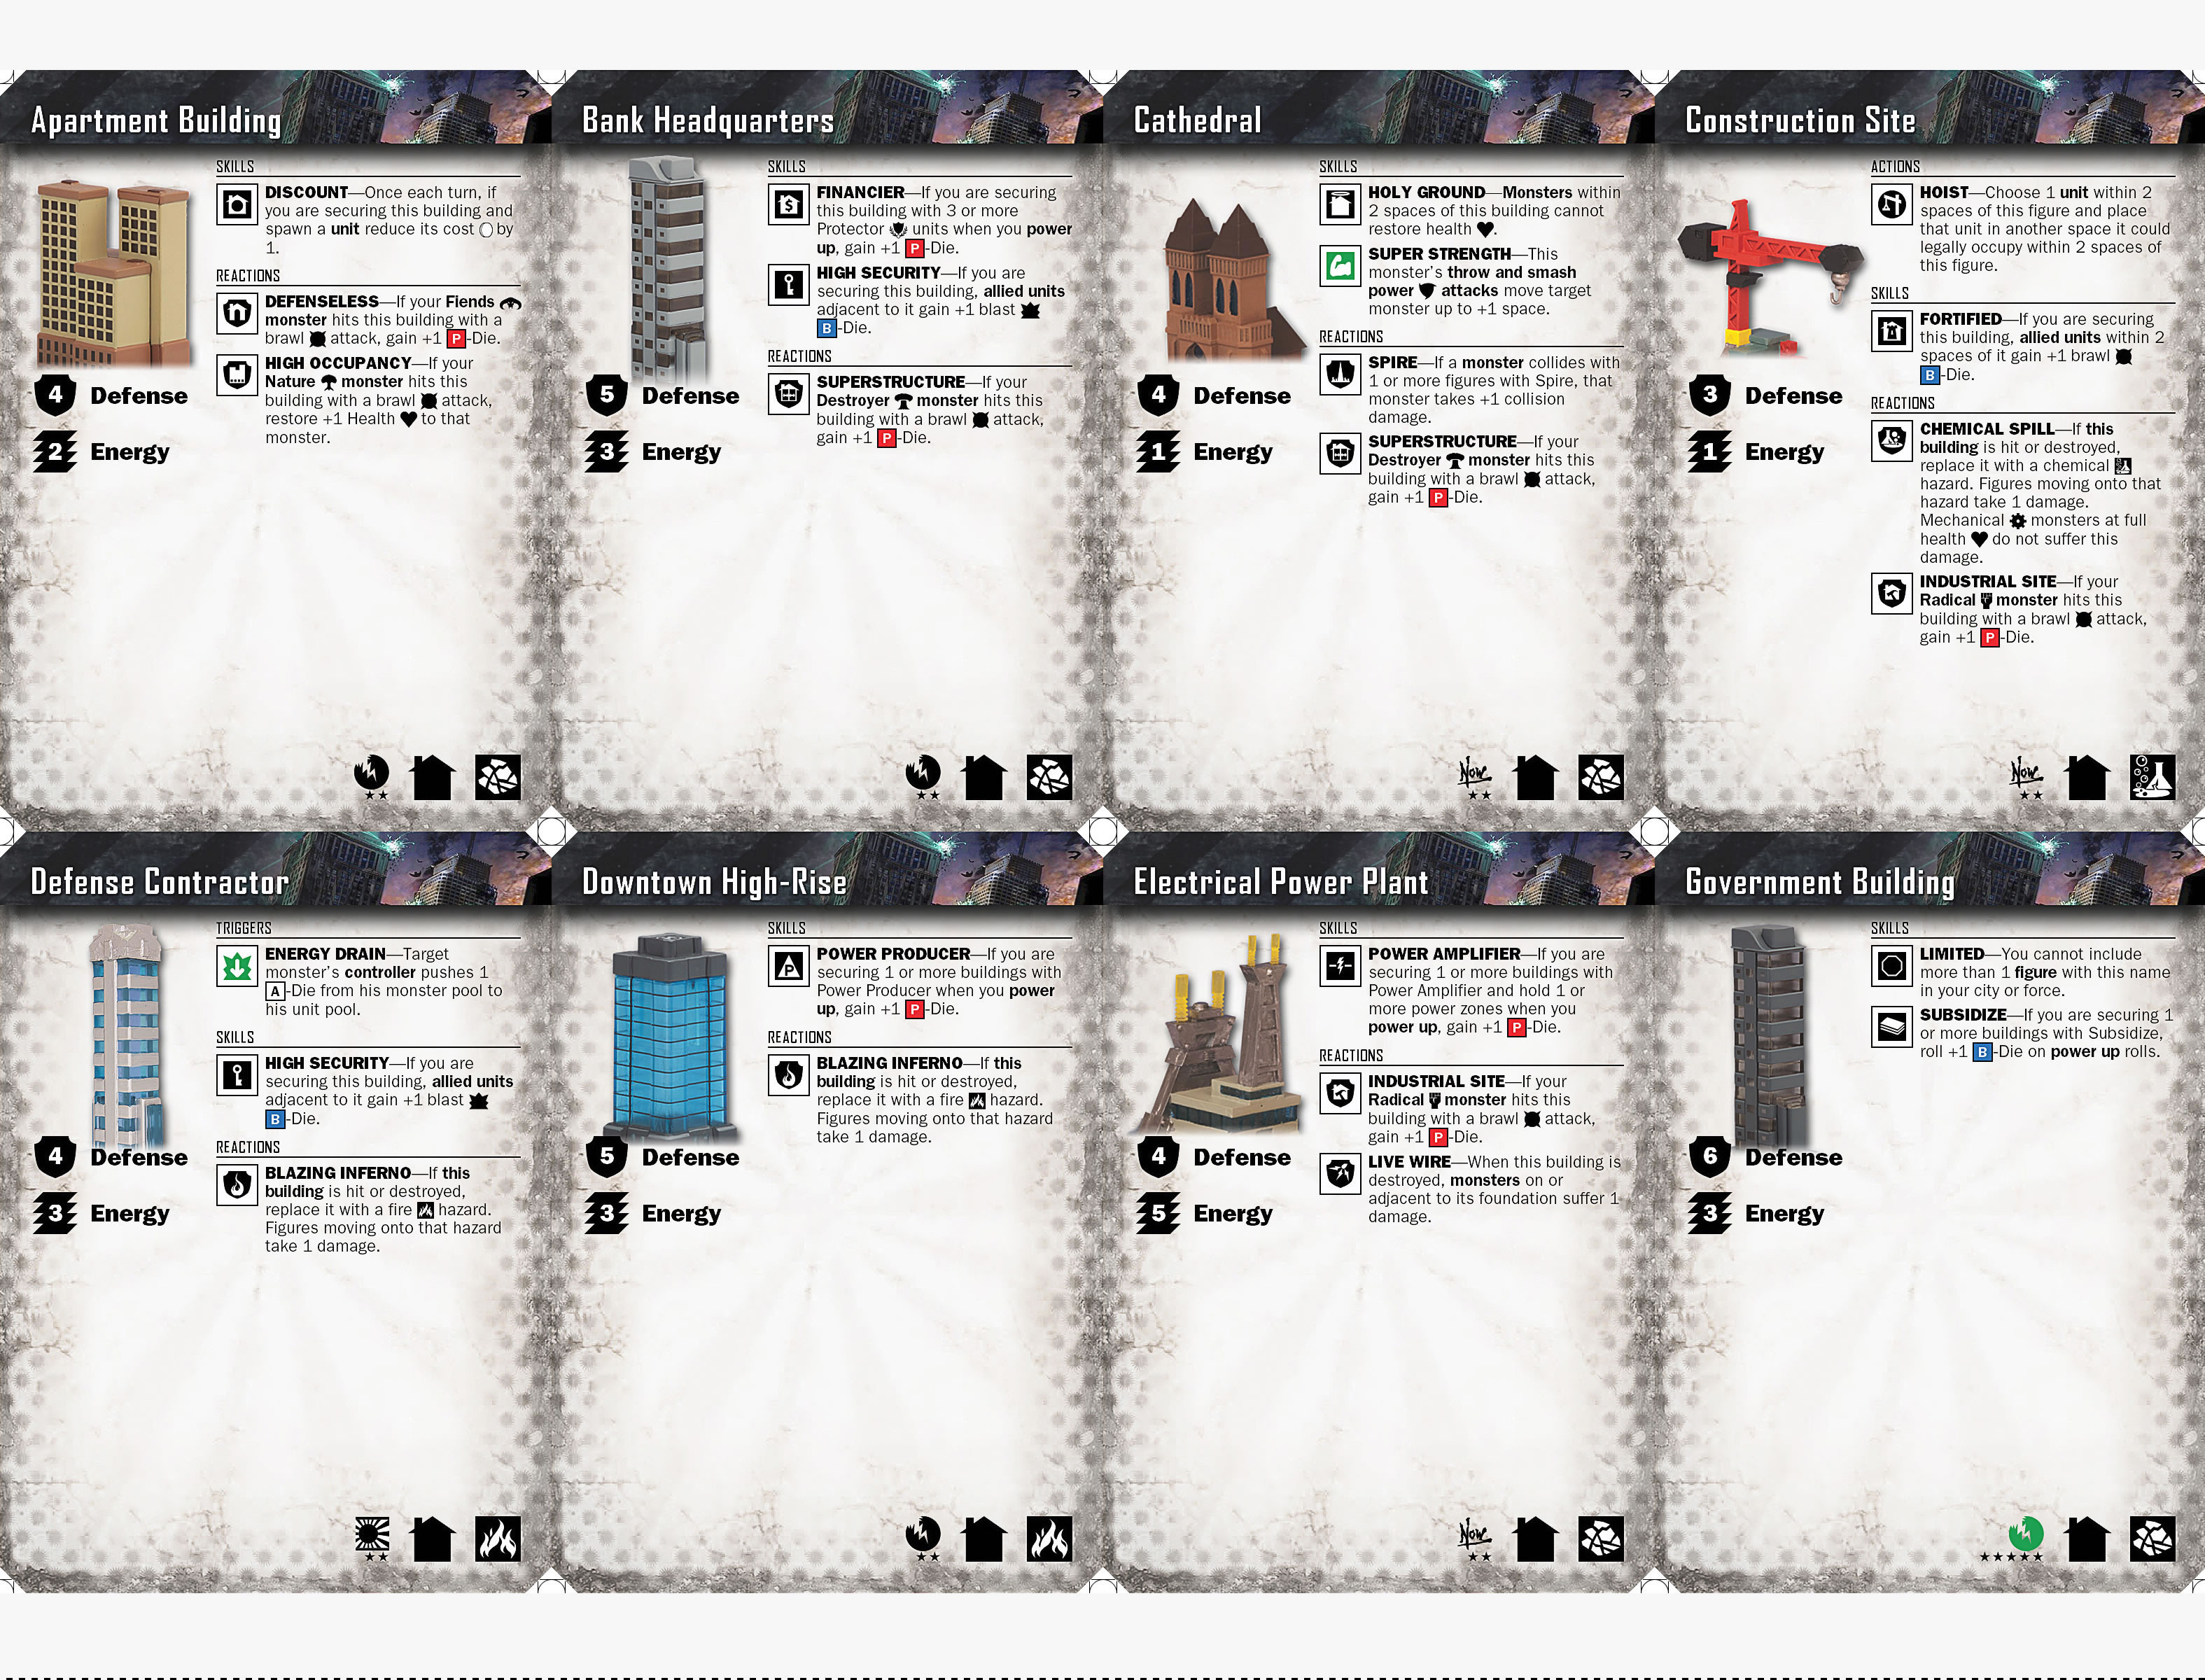 Apartment Building
SKILLS
DISCOUNT—Once each turn, if
you are securing this building and
spawn a unit reduce its cost by
1.
REACTIONS
DEFENSELESS—If your Fiends
monster hits this building with a
brawl attack, gain +1 P-Die.
HIGH OCCUPANCY—If your
Nature monster hits this
building with a brawl attack,
restore +1 Health to that
monster.
4 Defense
2 Energy
Bank Headquarters
SKILLS
FINANCIER—If you are securing
this building with 3 or more
Protector units when you power
up, gain +1 P-Die.
HIGH SECURITY—If you are
securing this building, allied units
adjacent to it gain +1 blast
B-Die.
REACTIONS
SUPERSTRUCTURE—If your
Destroyer monster hits this
building with a brawl attack,
gain +1 P-Die.
5 Defense
3 Energy
Cathedral
SKILLS
HOLY GROUND—Monsters within
2 spaces of this building cannot
restore health.
SUPER STRENGTH—This
monster's throw and smash
power attacks move target
monster up to +1 space.
REACTIONS
SPIRE—If a monster collides with
1 or more figures with Spire, that
monster takes +1 collision
damage.
SUPERSTRUCTURE—If your
Destroyer monster hits this
building with a brawl attack,
gain +1 P-Die.
4 Defense
1 Energy
Now
Construction Site
ACTIONS
HOIST—Choose 1 unit within 2
spaces of this figure and place
that unit in another space it could
legally occupy within 2 spaces of
this figure.
SKILLS
FORTIFIED—If you are securing
this building, allied units within 2
spaces of it gain +1 brawl
B-Die.
REACTIONS
CHEMICAL SPILL—If this
building is hit or destroyed,
replace it with a chemical
hazard. Figures moving onto that
hazard take 1 damage.
Mechanical monsters at full
health do not suffer this
damage.
INDUSTRIAL SITE—If your
Radical monster hits this
building with a brawl attack,
gain +1 P-Die.
3 Defense
1 Energy
Now
Defense Contractor
TRIGGERS
ENERGY DRAIN—Target
monster's controller pushes 1
A-Die from his monster pool to
his unit pool.
SKILLS
HIGH SECURITY—If you are
securing this building, allied units
adjacent to it gain +1 blast
B-Die.
REACTIONS
BLAZING INFERNO—If this
building is hit or destroyed,
replace it with a fire hazard.
Figures moving onto that hazard
take 1 damage.
4 Defense
3 Energy
Downtown High-Rise
SKILLS
POWER PRODUCER—If you are
securing 1 or more buildings with
Power Producer when you power
up, gain +1 P-Die.
REACTIONS
BLAZING INFERNO—If this
building is hit or destroyed,
replace it with a fire hazard.
Figures moving onto that hazard
take 1 damage.
5 Defense
3 Energy
Electrical Power Plant
SKILLS
POWER AMPLIFIER—If you are
securing 1 or more buildings with
Power Amplifier and hold 1 or
more power zones when you
power up, gain +1 P-Die.
REACTIONS
INDUSTRIAL SITE—If your
Radical monster hits this
building with a brawl attack,
gain +1 P-Die.
LIVE WIRE—When this building is
destroyed, monsters on or
adjacent to its foundation suffer 1
damage.
4 Defense
5 Energy
Now
Government Building
SKILLS
LIMITED—You cannot include
more than 1 figure with this name
in your city or force.
SUBSIDIZE—If you are securing 1
or more buildings with Subsidize,
roll +1 B-Die on power up rolls.
6 Defense
3 Energy